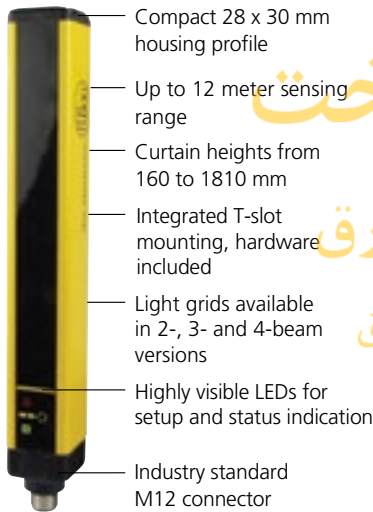 Compact 28 x 30 mm
housing profile
Up to 12 meter sensing
range
Curtain heights from
160 to 1810 mm
Integrated T-slot
mounting, hardware
included
Light grids available
in 2-, 3- and 4-beam
versions
Highly visible LEDs for
setup and status indication
Industry standard
M12 connector